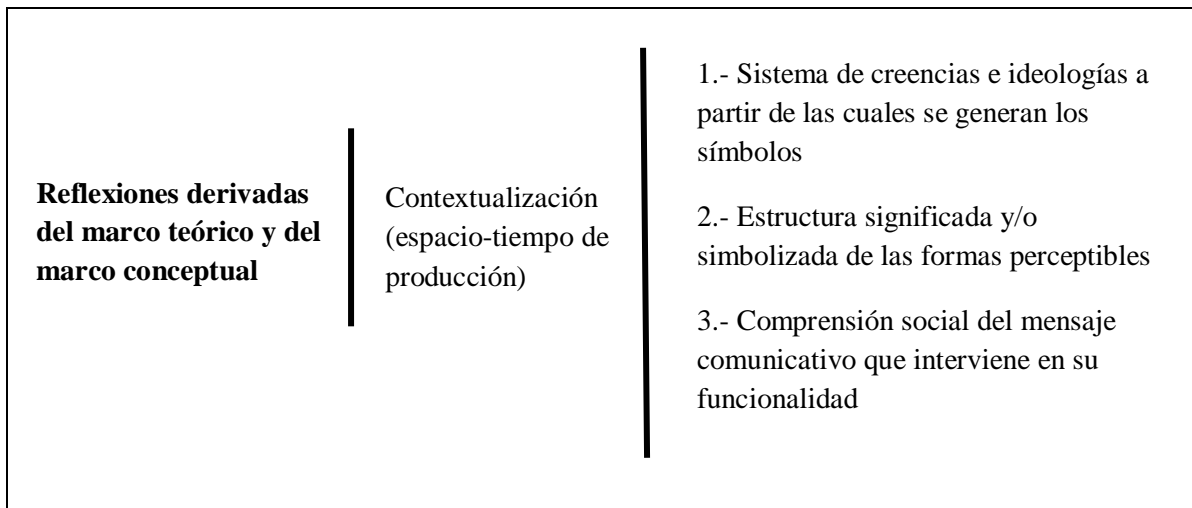 Reflexiones derivadas
del marco teórico y del
marco conceptual
Contextualización
(espacio-tiempo de
producción)
1.- Sistema de creencias e ideologías a
partir de las cuales se generan los
símbolos
2.- Estructura significada y/o
simbolizada de las formas perceptibles
3.- Comprensión social del mensaje
comunicativo que interviene en su
funcionalidad